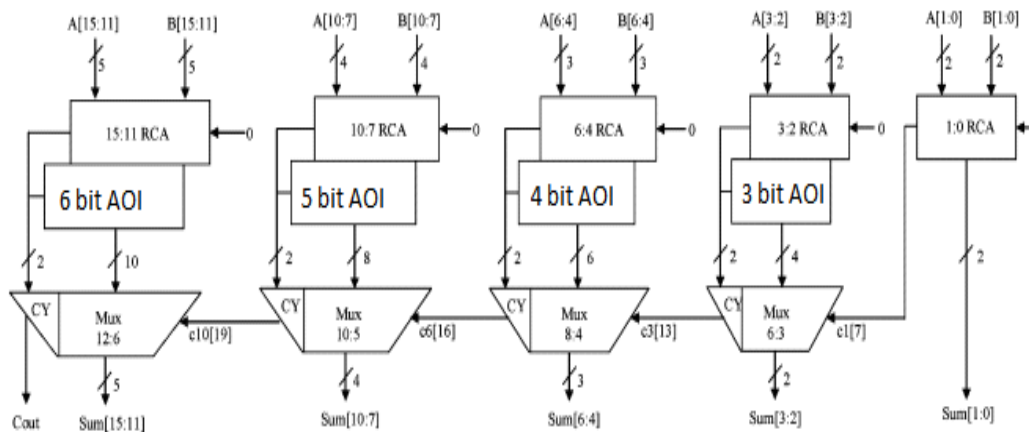 A[15:11] B[15:11] A[10:7] B[10:7] A[6:4] B[6:4] A[3:2] B[3:2] A[1:0] B[1:0]
5 5 4 4 3 3 2 2 2 2
15:11 RCA 0 10:7 RCA 0 6:4 RCA 0 3:2 RCA 0 1:0 RCA
6 bit AOI 5 bit AOI 4 bit AOI 3 bit AOI
2 10 2 8 2 6 2 4 2
CY Mux CY Mux CY Mux CY Mux
12:6 c10[19] 10:5 c6[16] 8:4 c3[13] 6:3 c1[7]
5 4 3 2
Cout Sum[15:11] Sum[10:7] Sum[6:4] Sum[3:2] Sum[1:0]